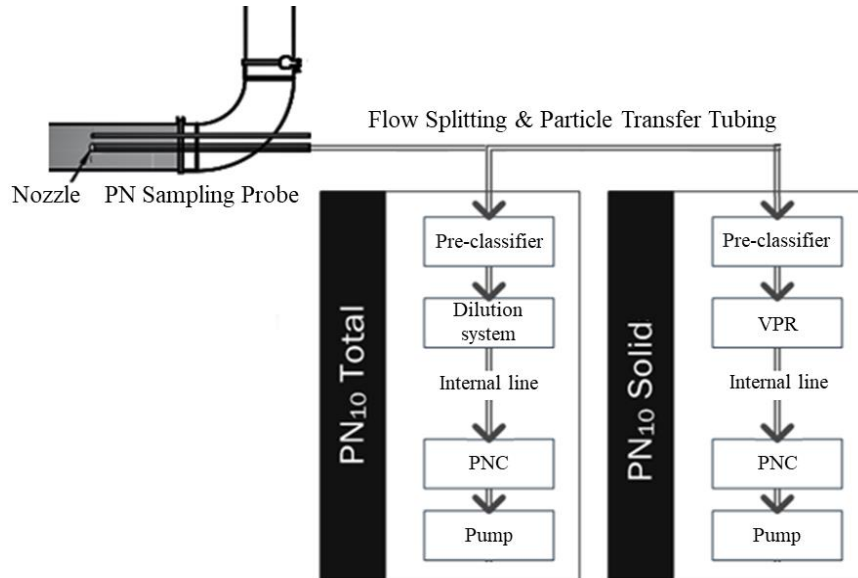 Flow Splitting & Particle Transfer Tubing
Nozzle
PN Sampling Probe
PN10 Total
Pre-classifier
Dilution
system
Internal line
PNC
Pump
PN10 Solid
Pre-classifier
VPR
Internal line
PNC
Pump